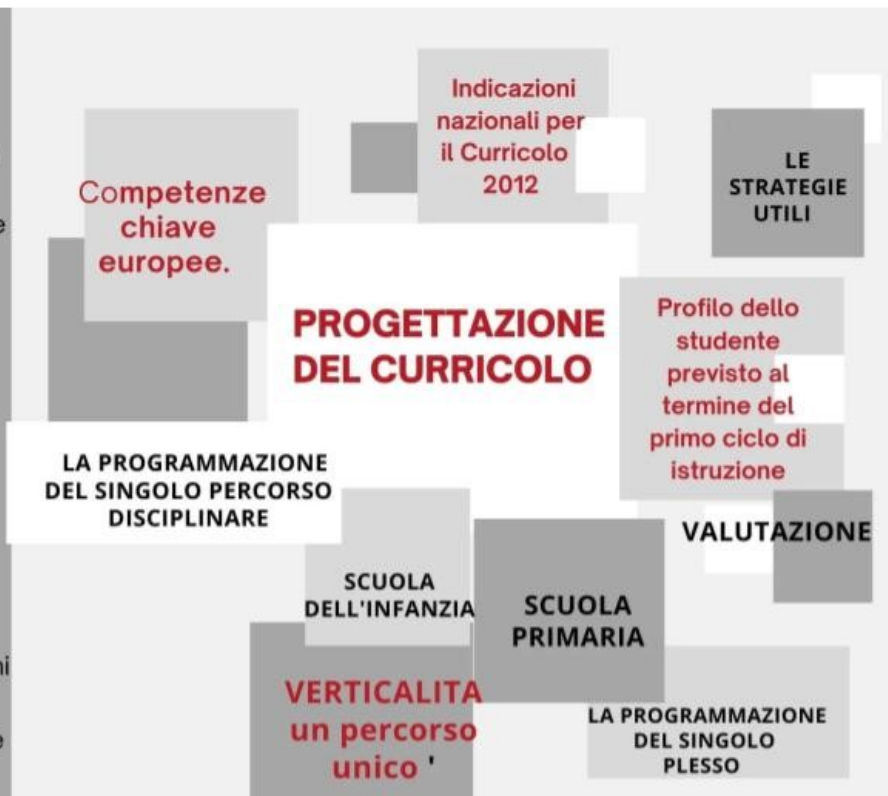 Indicazioni
nazionali per
il Curricolo
2012
LE
STRATEGIE
UTILI
Competenze
chiave
europee.
PROGETTAZIONE
DEL CURRICOLO
Profilo dello
studente
previsto al
termine del
primo ciclo di
istruzione
LA PROGRAMMAZIONE
DEL SINGOLO PERCORSO
DISCIPLINARE
VALUTAZIONE
SCUOLA
DELL'INFANZIA
SCUOLA
PRIMARIA
VERTICALITA
un percorso
unico '
LA PROGRAMMAZIONE
DEL SINGOLO
PLESSO